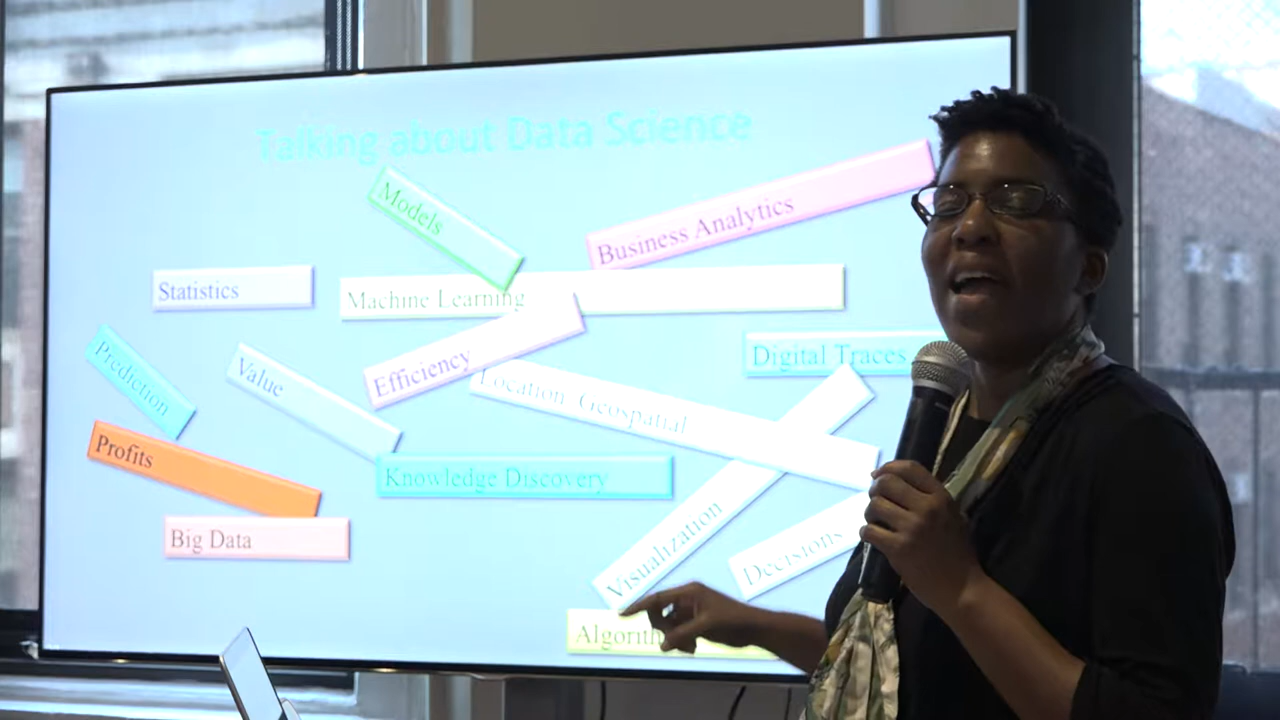 Talking about Data Science
Models
Business Analytics
Statistics
Machine Learning
Prediction
Value
Efficiency
Digital Traces
Location Geospatial
Profits
Knowledge Discovery
Big Data
Visualization
Decisions
Algorith